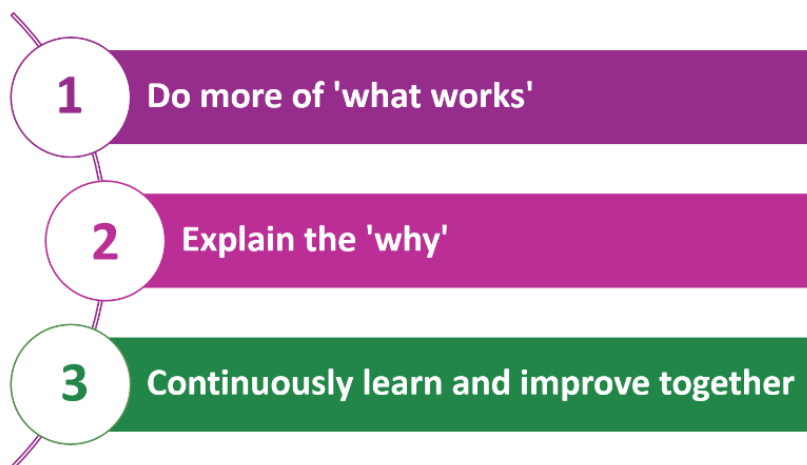 1
Do more of 'what works'
2
Explain the 'why'
3
Continuously learn and improve together